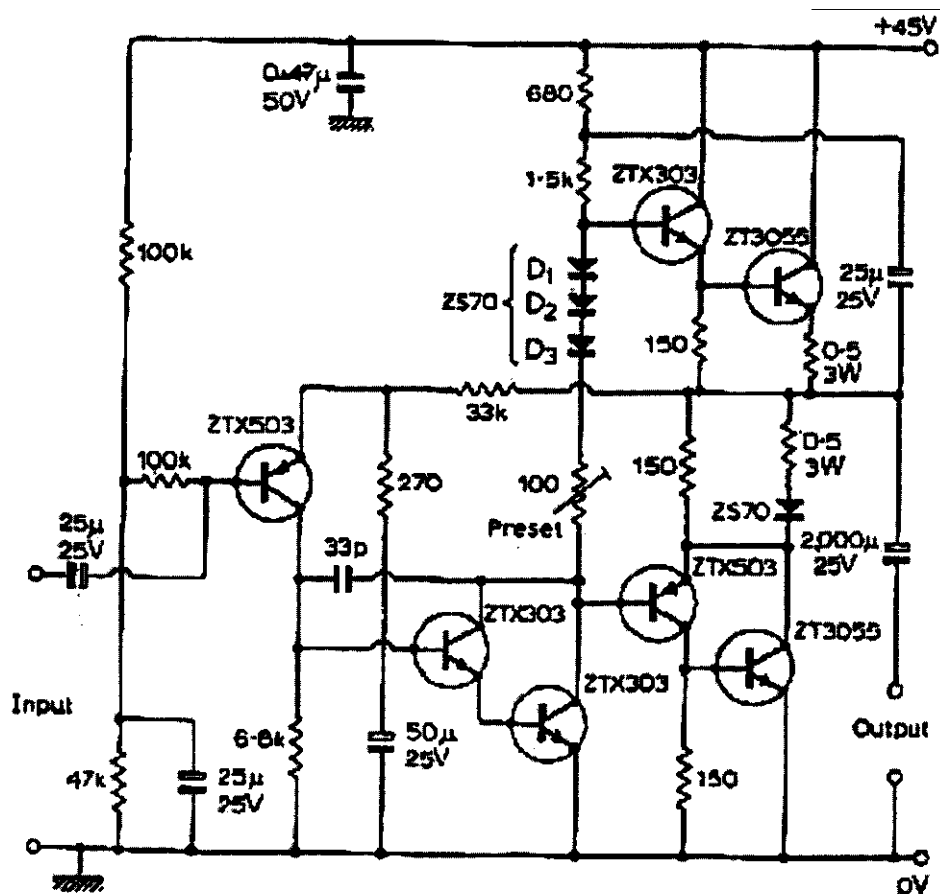 +45V
0.47μ
50V
680
1.5k
ZTX303
100k
ZT3055
D1
ZS70
D2
D3
25μ
25V
150
0.5
3W
33k
ZTX503
100k
270
100
Preset
150
0.5
3W
ZS70
25μ
25V
33p
2,000μ
25V
ZTX503
ZTX303
ZT3055
ZTX303
Input
Output
6.8k
50μ
25V
47k
25μ
25V
150
0V